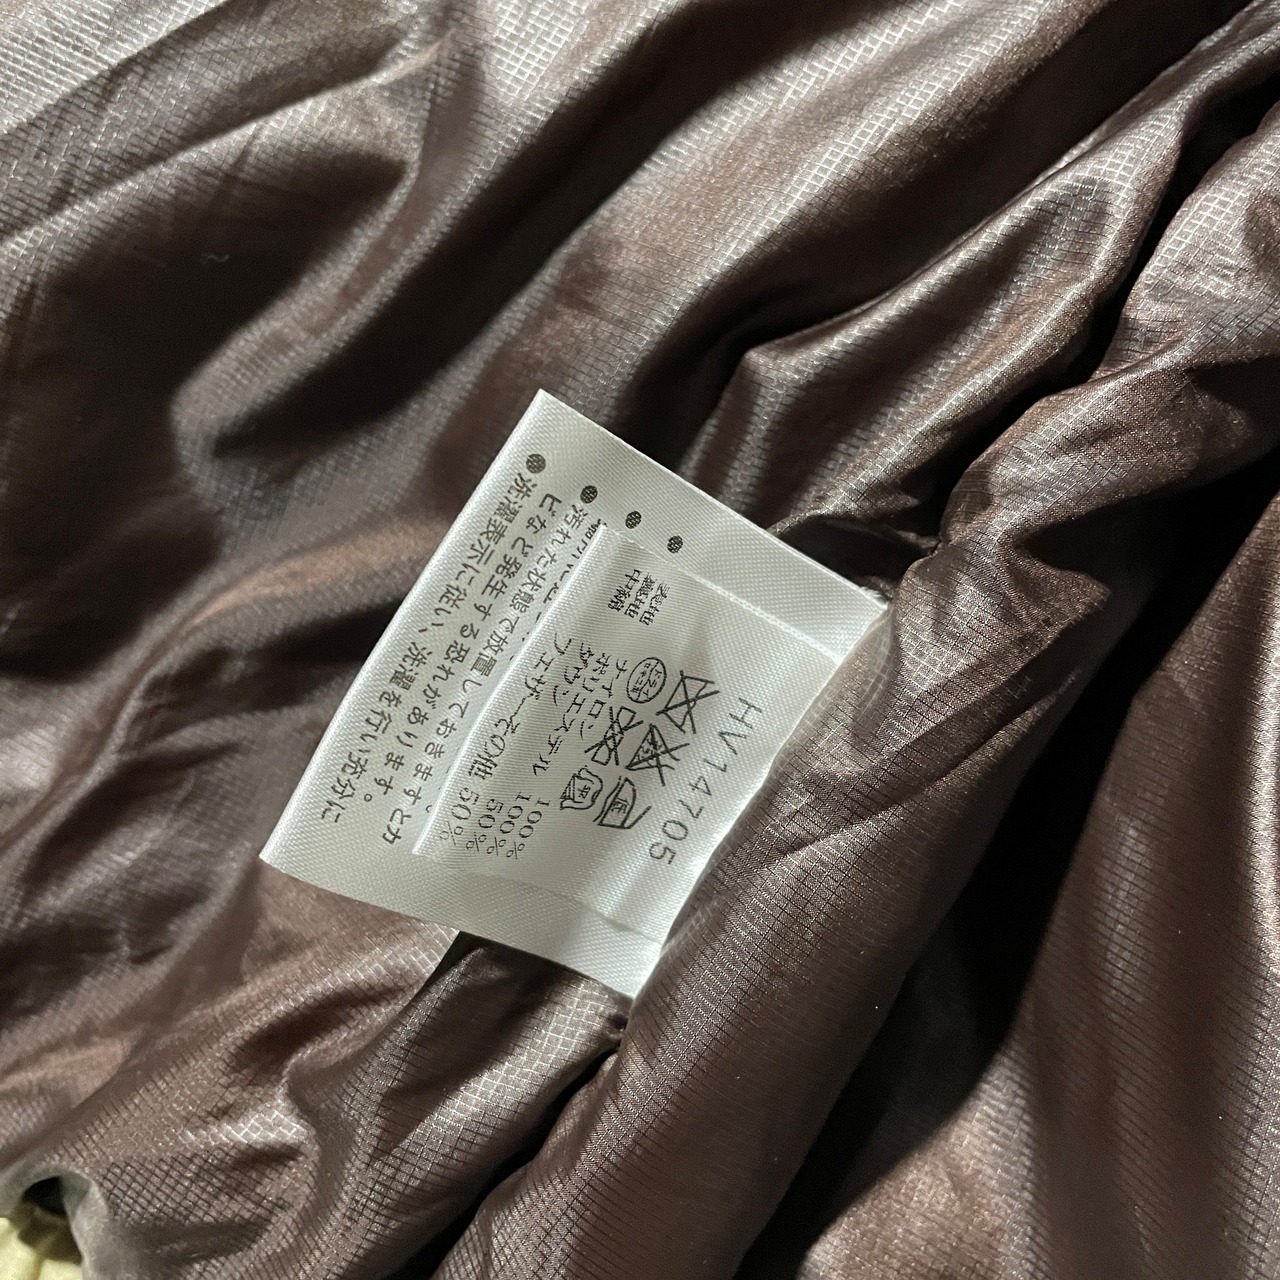 HV14705
ドライ
平
表地 ナイロン 100%
裏地 ポリエステル 100%
中綿 ダウン 50%
フェザーその他 50%
●
●
●汚れた状態で放置しておきますとカ
ビなど発生する恐れがあります。
●洗濯表示に従い、洗濯を行い充分に